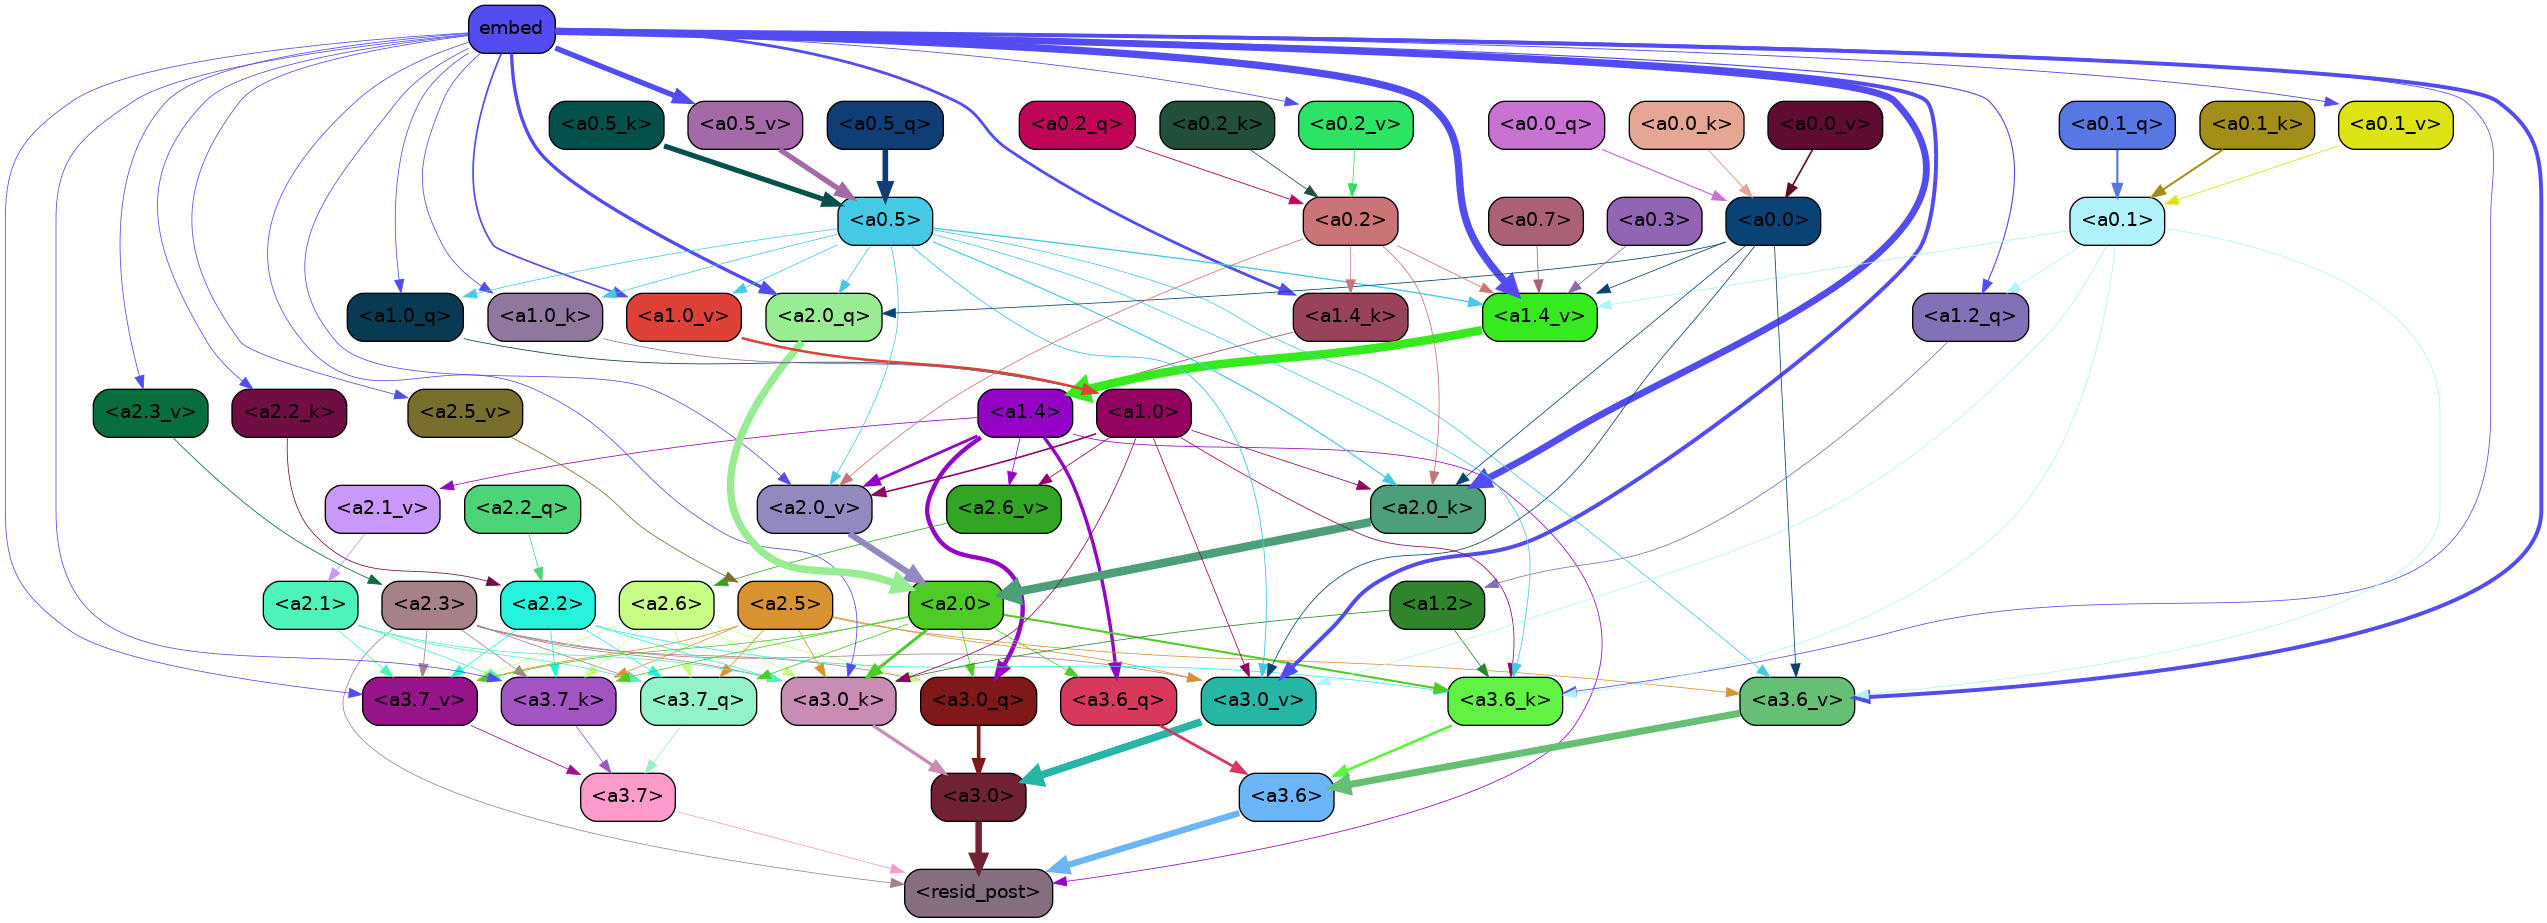 embed
<a0.5_k>
<a0.5_v>
<a0.5_q>
<a0.2_q>
<a0.2_k>
<a0.2_v>
<a0.0_q>
<a0.0_k>
<a0.0_v>
<a0.1_q>
<a0.1_k>
<a0.1_v>
<a0.5>
<a0.2>
<a0.7>
<a0.3>
<a0.0>
<a0.1>
<a1.0_q>
<a1.0_k>
<a1.0_v>
<a2.0_q>
<a1.4_k>
<a1.4_v>
<a1.2_q>
<a2.3_v>
<a2.2_k>
<a2.5_v>
<a1.4>
<a1.0>
<a2.1_v>
<a2.2_q>
<a2.0_v>
<a2.6_v>
<a2.0_k>
<a2.1>
<a2.3>
<a2.2>
<a2.6>
<a2.5>
<a2.0>
<a1.2>
<a3.7_v>
<a3.7_k>
<a3.7_q>
<a3.0_k>
<a3.0_q>
<a3.6_q>
<a3.0_v>
<a3.6_k>
<a3.6_v>
<a3.7>
<a3.0>
<a3.6>
<resid_post>